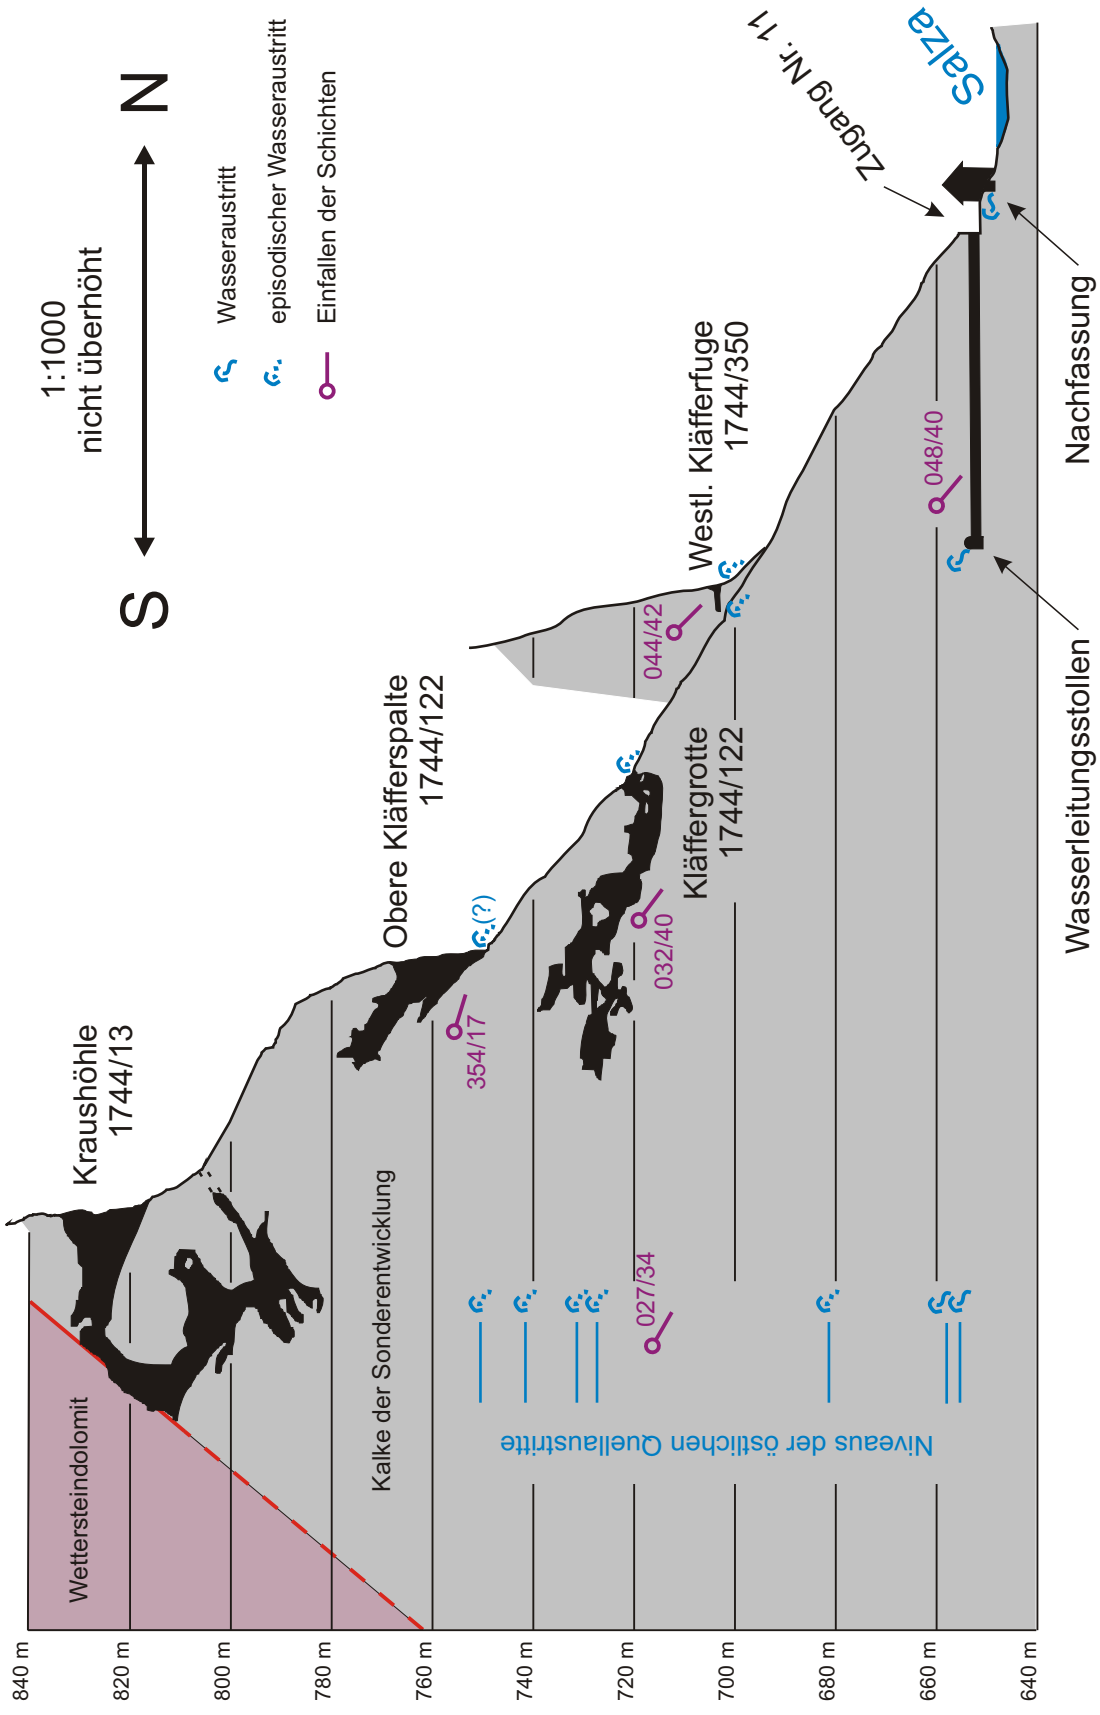 1:1000
nicht überhöht
S
N
Wasseraustritt
episodischer Wasseraustritt
Einfallen der Schichten
Kraushöhle
1744/13
Obere Kläfferspalte
1744/122
Westl. Kläfferfuge
1744/350
Kläffergrotte
1744/122
Zugang Nr. 11
Salza
Nachfassung
Wasserleitungsstollen
Wettersteindolomit
Kalke der Sonderentwicklung
Niveaus der östlichen Quellaustritte
(?)
354/17
032/40
044/42
048/40
027/34
840 m
820 m
800 m
780 m
760 m
740 m
720 m
700 m
680 m
660 m
640 m